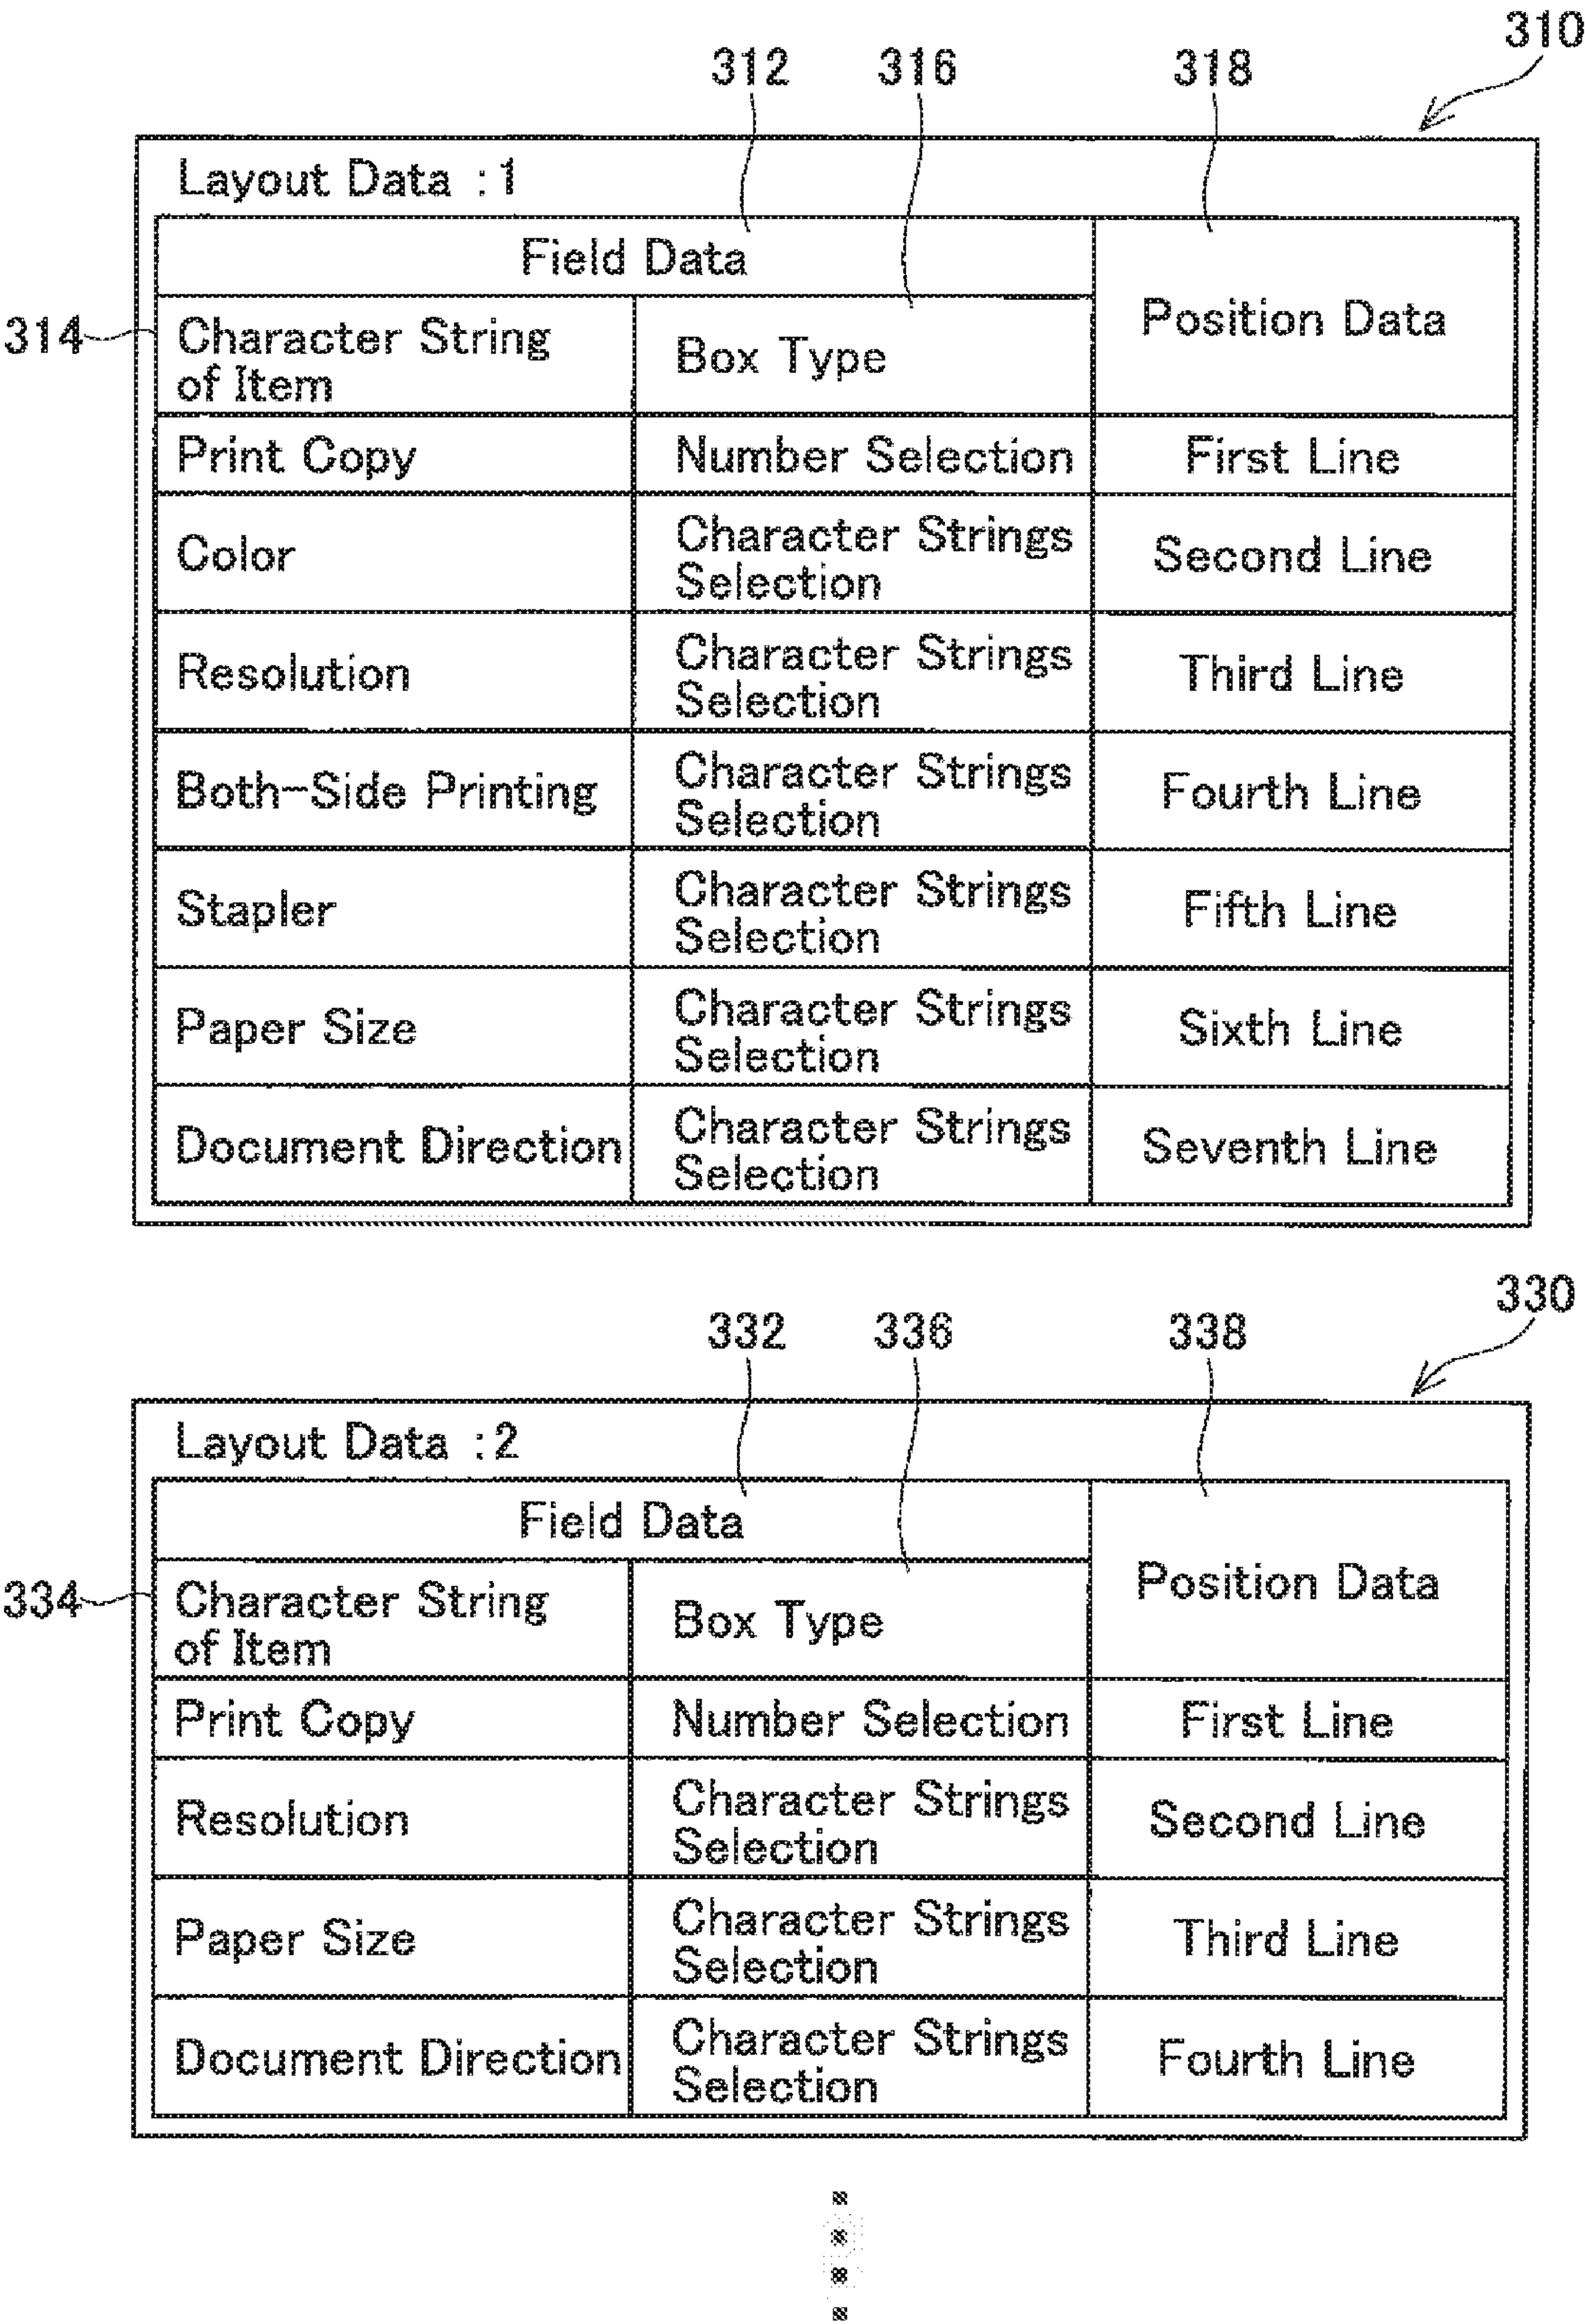 310
312 316 318
Layout Data :1
Field Data
Position Data
314
Character String
of Item
Box Type
Print Copy Number Selection First Line
Color Character Strings
Selection Second Line
Resolution Character Strings
Selection Third Line
Both-Side Printing Character Strings
Selection Fourth Line
Stapler Character Strings
Selection Fifth Line
Paper Size Character Strings
Selection Sixth Line
Document Direction Character Strings
Selection Seventh Line
330
332 336 338
Layout Data :2
Field Data
Position Data
334
Character String
of Item
Box Type
Print Copy Number Selection First Line
Resolution Character Strings
Selection Second Line
Paper Size Character Strings
Selection Third Line
Document Direction Character Strings
Selection Fourth Line